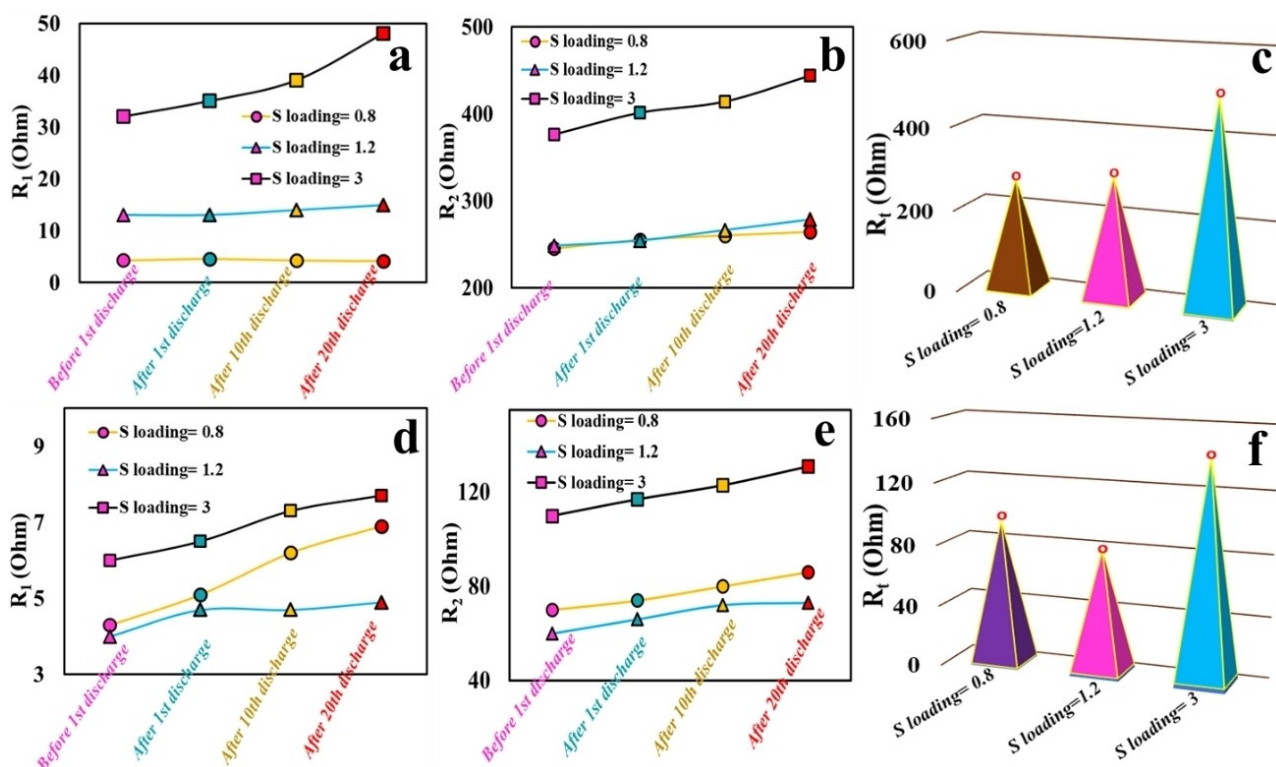 a
R1 (Ohm)
50
40
30
20
10
0
S loading= 0.8
S loading= 1.2
S loading= 3
Before 1st discharge
After 1st discharge
After 10th discharge
After 20th discharge
b
R2 (Ohm)
500
400
300
200
S loading= 0.8
S loading= 1.2
S loading= 3
Before 1st discharge
After 1st discharge
After 10th discharge
After 20th discharge
c
Rt (Ohm)
600
400
200
0
S loading= 0.8
S loading=1.2
S loading= 3
d
R1 (Ohm)
9
7
5
3
S loading= 0.8
S loading= 1.2
S loading= 3
Before 1st discharge
After 1st discharge
After 10th discharge
After 20th discharge
e
R2 (Ohm)
120
80
40
S loading= 0.8
S loading= 1.2
S loading= 3
Before 1st discharge
After 1st discharge
After 10th discharge
After 20th discharge
f
Rt (Ohm)
160
120
80
40
0
S loading= 0.8
S loading=1.2
S loading= 3